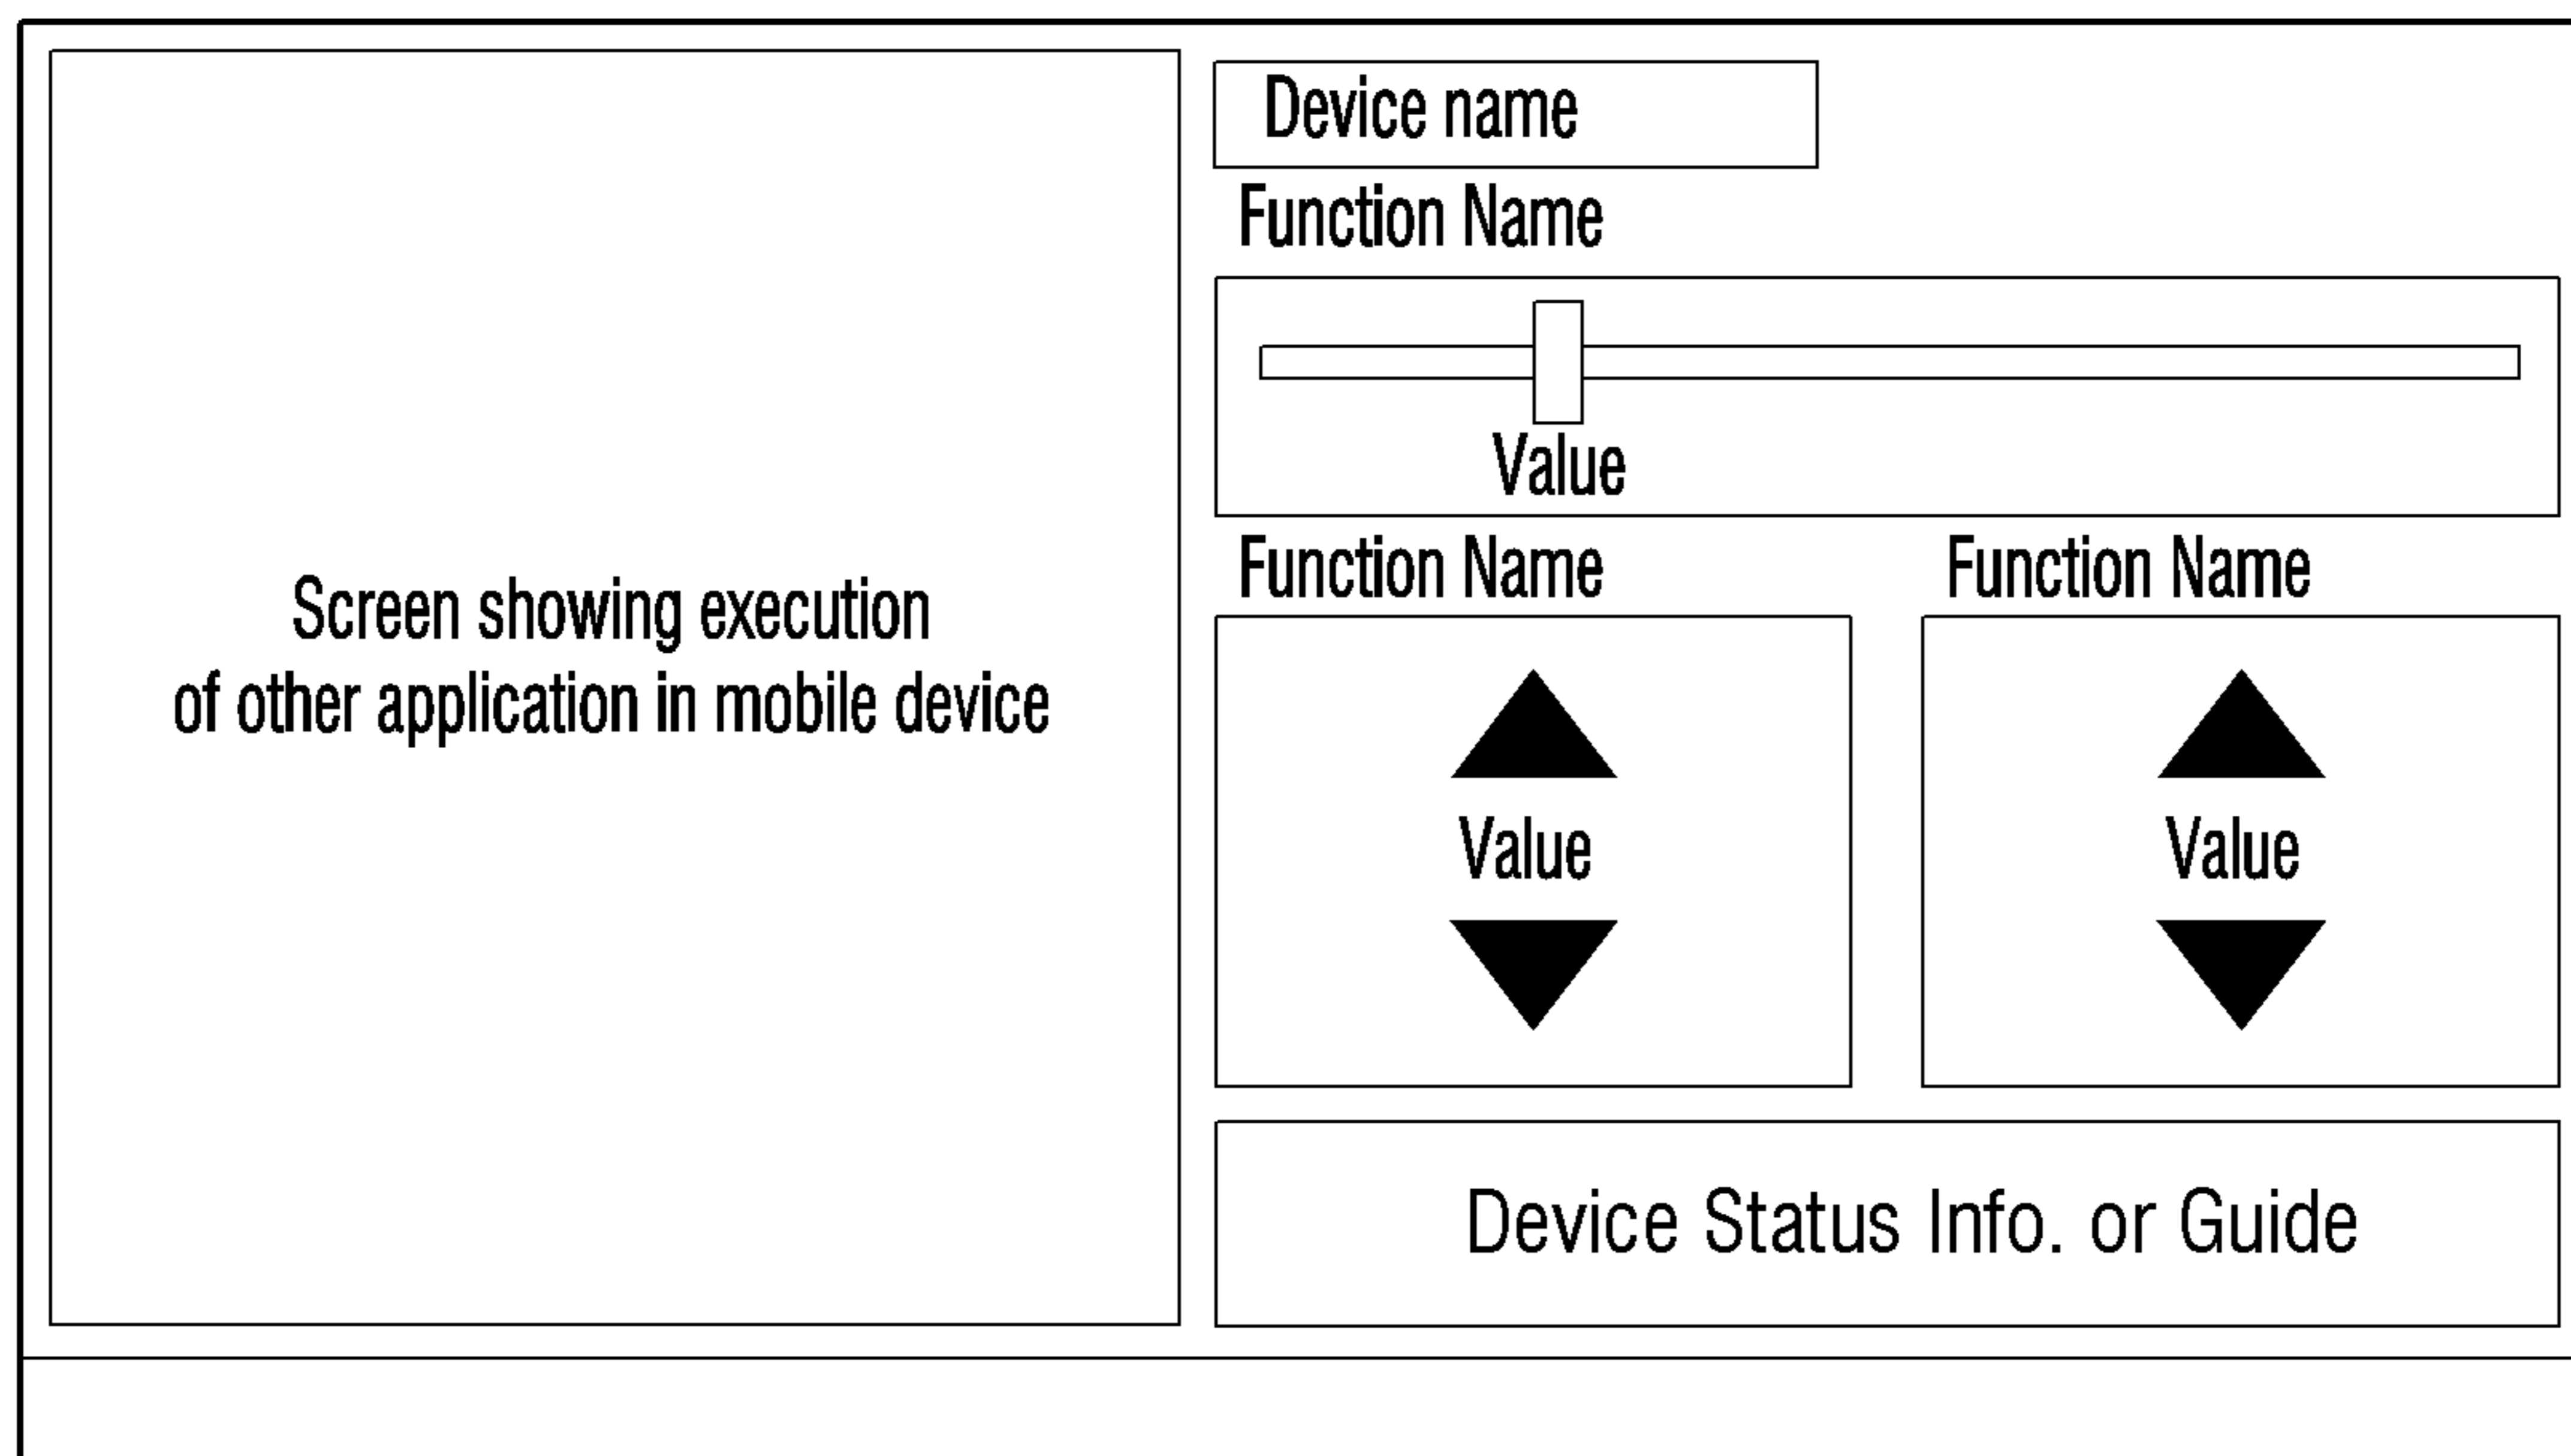 Screen showing execution
of other application in mobile device
Device name
Function Name
Value
Function Name
Function Name
Value
Value
Device Status Info. or Guide